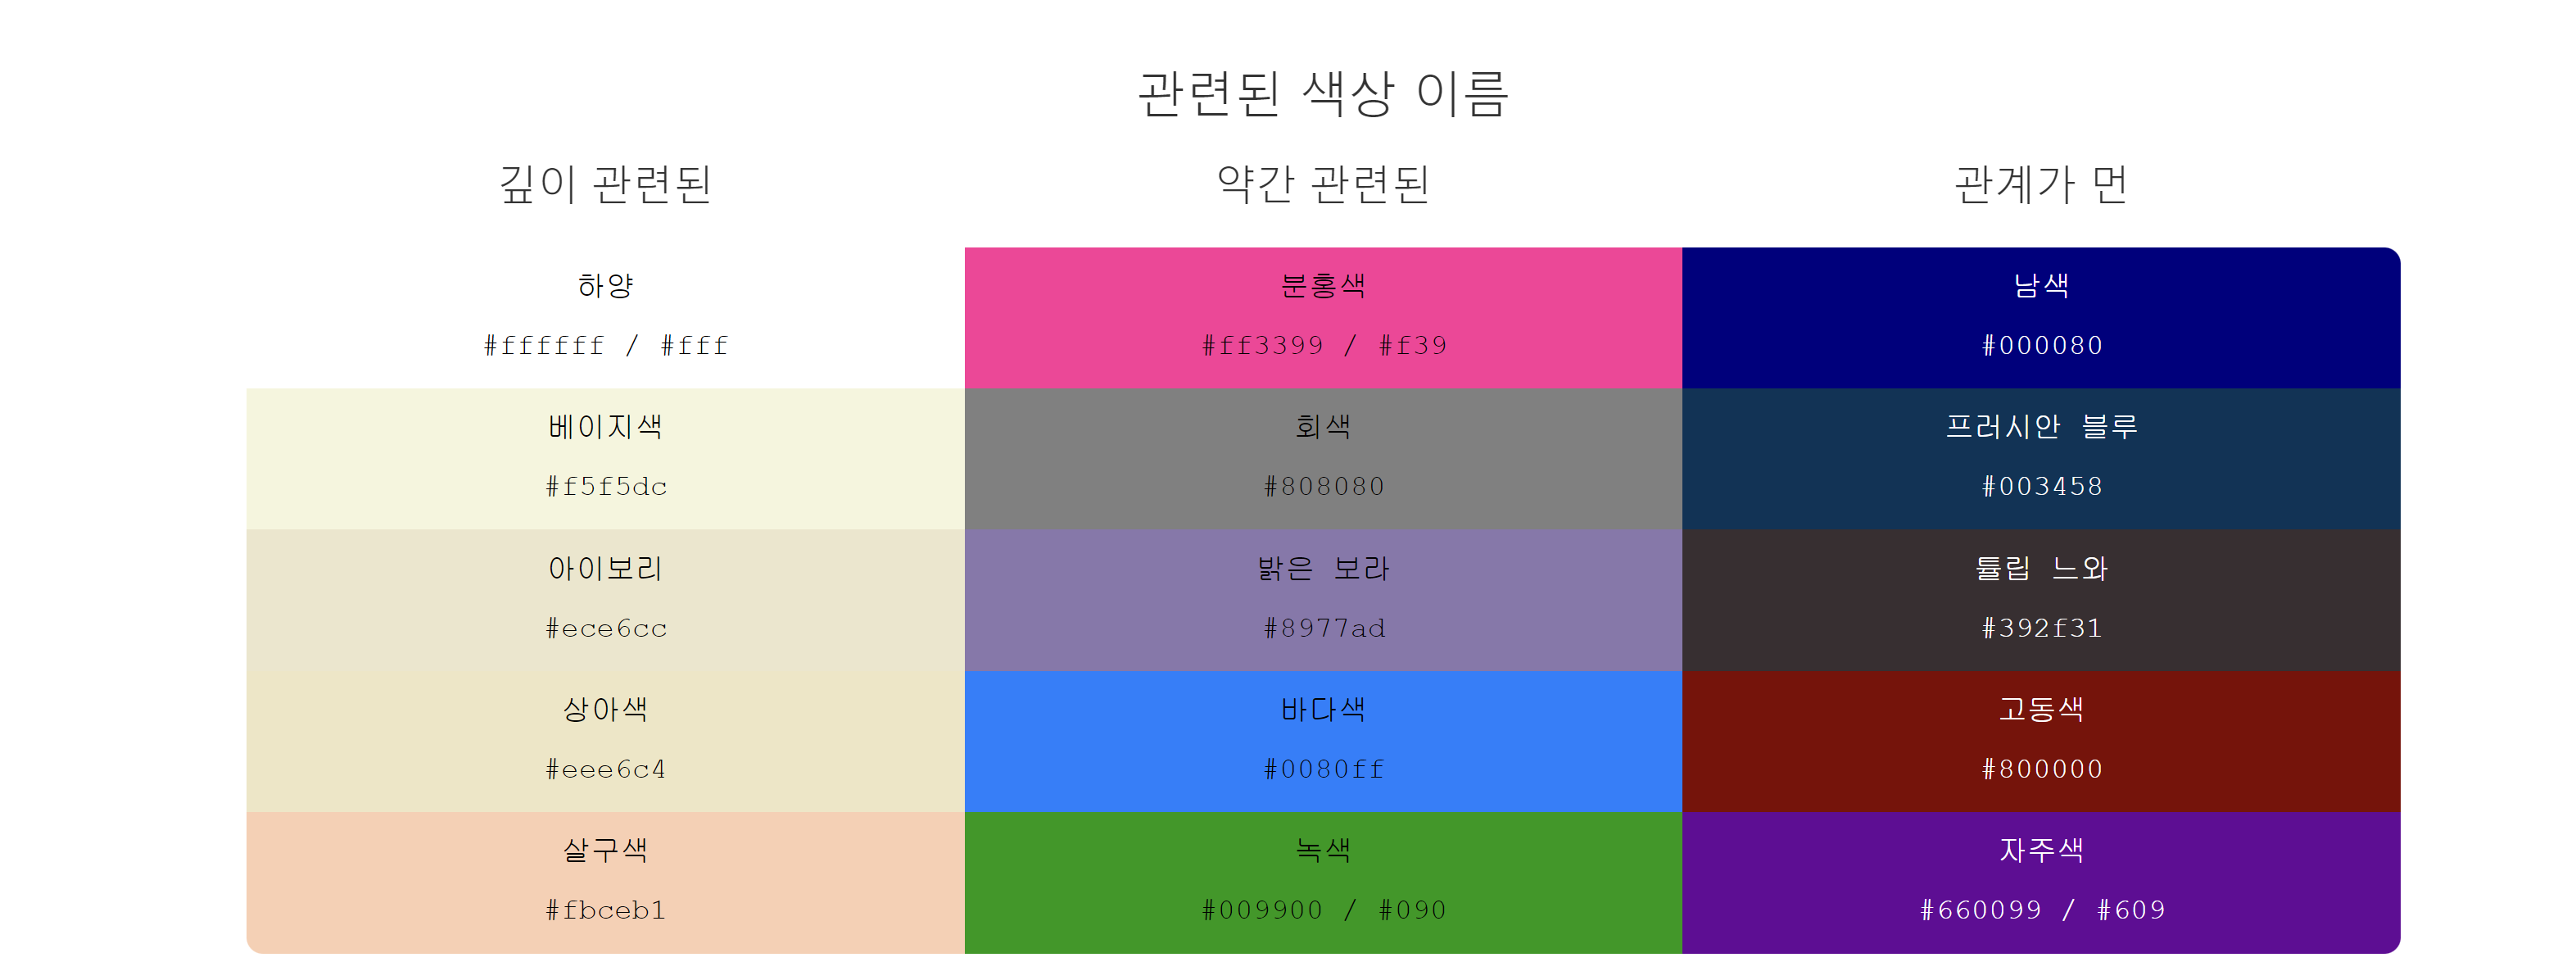 관련된 색상 이름
깊이 관련된
약간 관련된
관계가 먼
하양
#ffffff / #fff
분홍색
#ff3399 / #f39
남색
#000080
베이지색
#f5f5dc
회색
#808080
프러시안 블루
#003458
아이보리
#ece6cc
밝은 보라
#8977ad
튤립 느와
#392f31
상아색
#eee6c4
바다색
#0080ff
고동색
#800000
살구색
#fbceb1
녹색
#009900 / #090
자주색
#660099 / #609